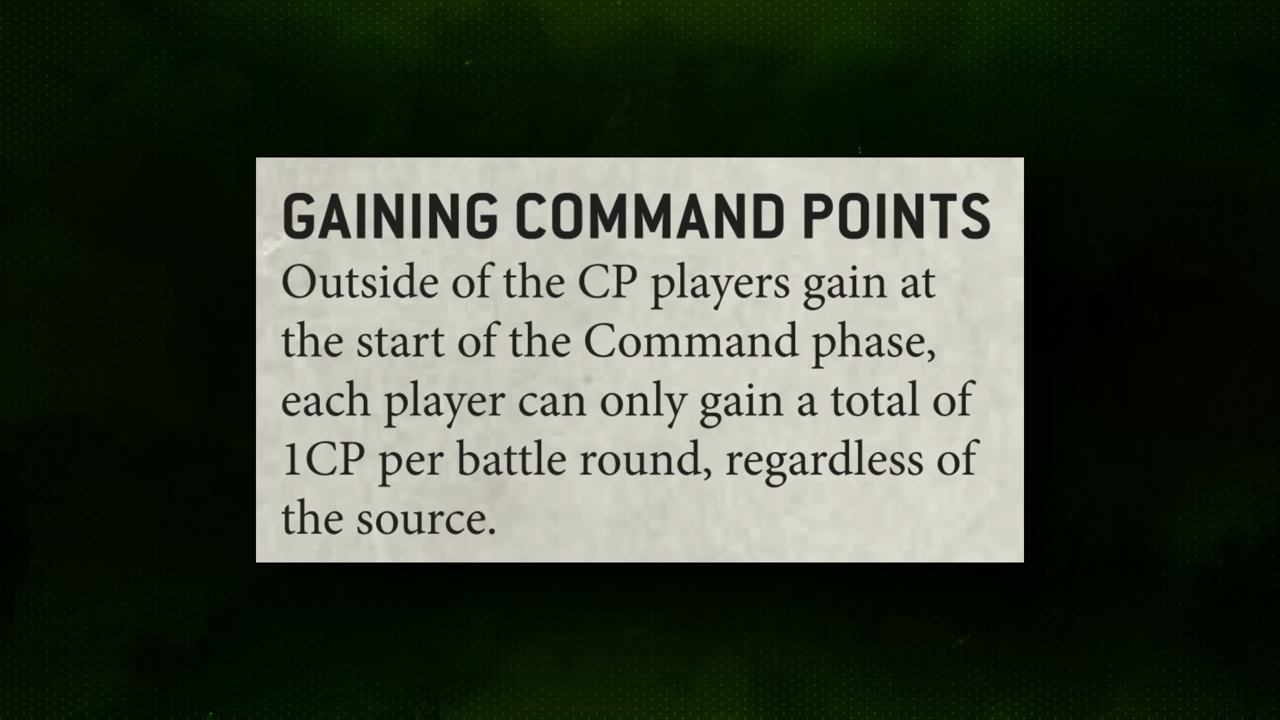 GAINING COMMAND POINTS
Outside of the CP players gain at
the start of the Command phase,
each player can only gain a total of
1CP per battle round, regardless of
the source.